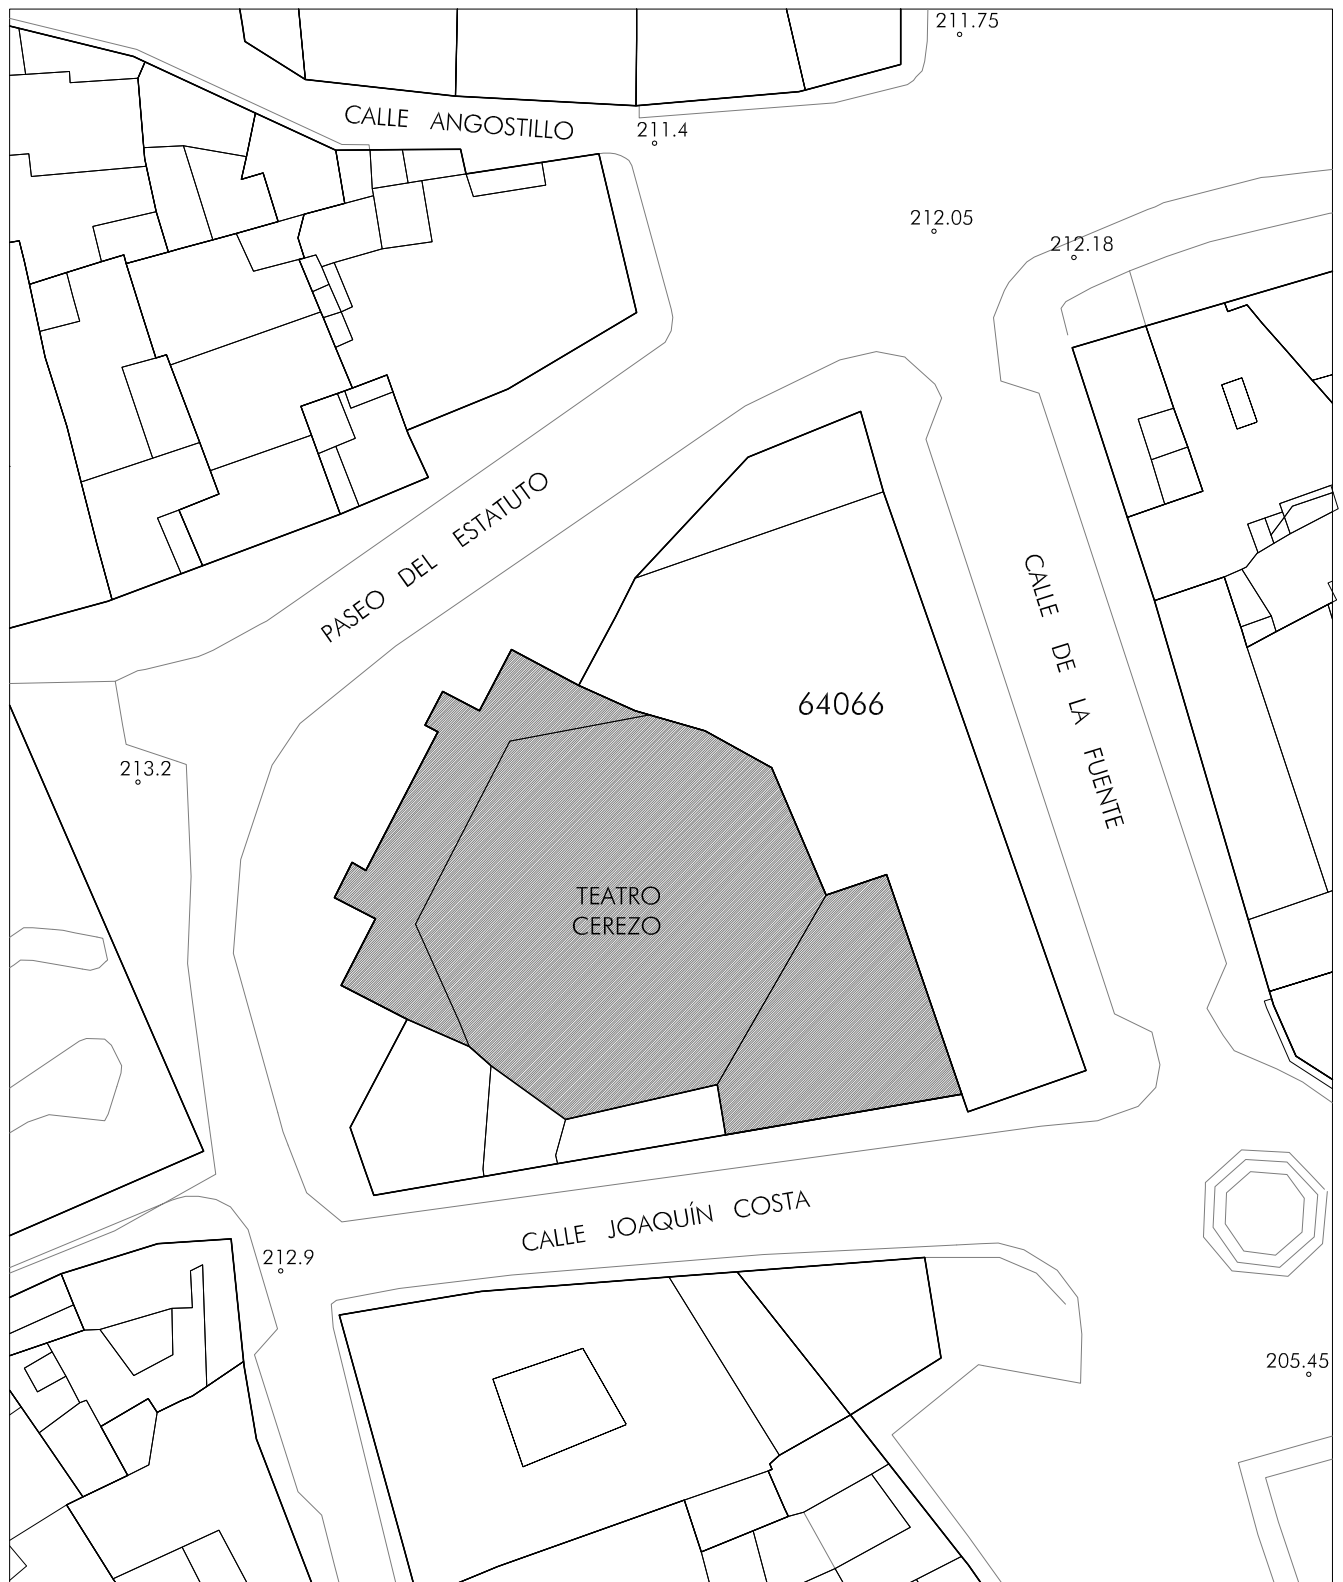 211.75
CALLE ANGOSTILLO
211.4
212.05
212.18
PASEO DEL ESTATUTO
CALLE DE LA FUENTE
64066
213.2
TEATRO
CEREZO
CALLE JOAQUÍN COSTA
212.9
205.45